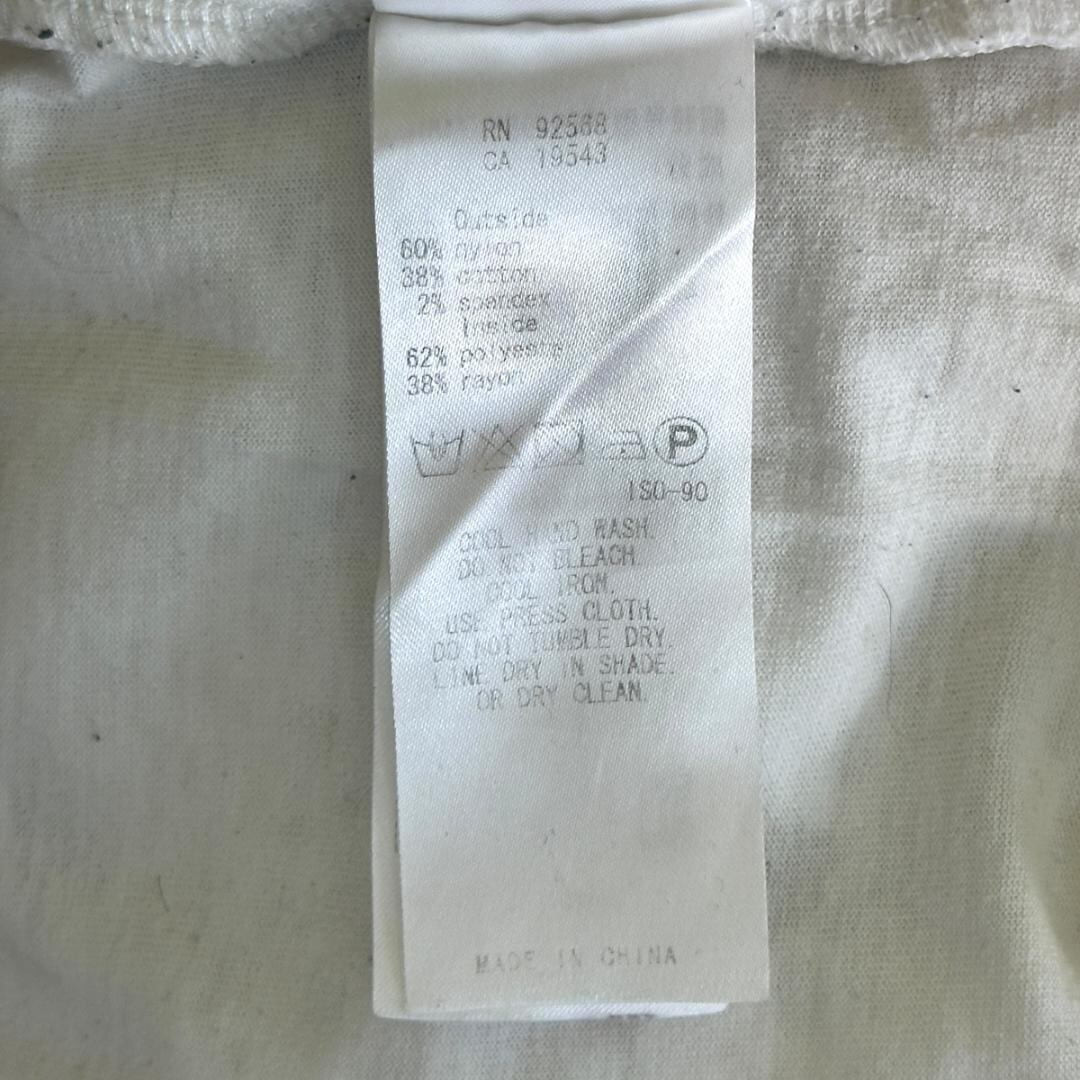 RN 92568
CA 19543
Outside
60% nylon
38% cotton
2% spandex
Inside
62% polyester
38% rayon
P
ISO-90
COOL HAND WASH.
DO NOT BLEACH.
COOL IRON.
USE PRESS CLOTH.
DO NOT TUMBLE DRY.
LINE DRY IN SHADE.
OR DRY CLEAN.
MADE IN CHINA